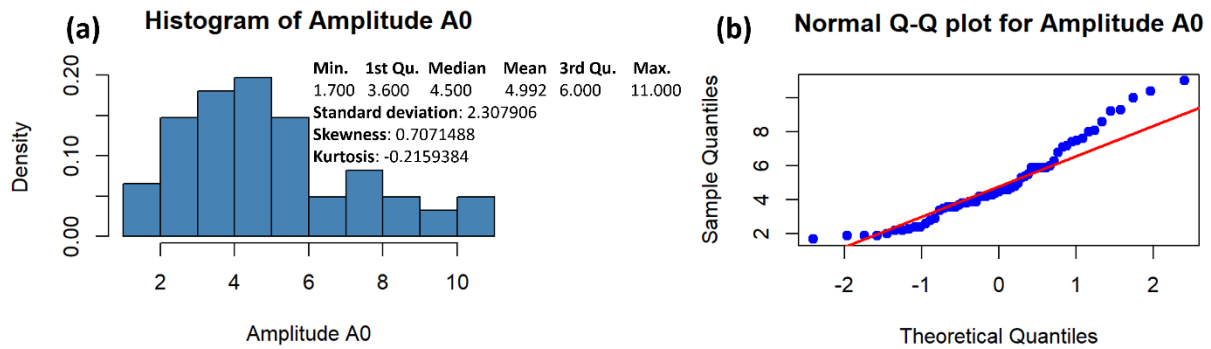 (a) Histogram of Amplitude A0
Min. 1st Qu. Median Mean 3rd Qu. Max.
1.700 3.600 4.500 4.992 6.000 11.000
Standard deviation: 2.307906
Skewness: 0.7071488
Kurtosis: -0.2159384
Density
0.20
0.10
0.00
2 4 6 8 10
Amplitude A0
(b) Normal Q-Q plot for Amplitude A0
Sample Quantiles
8
6
4
2
-2 -1 0 1 2
Theoretical Quantiles